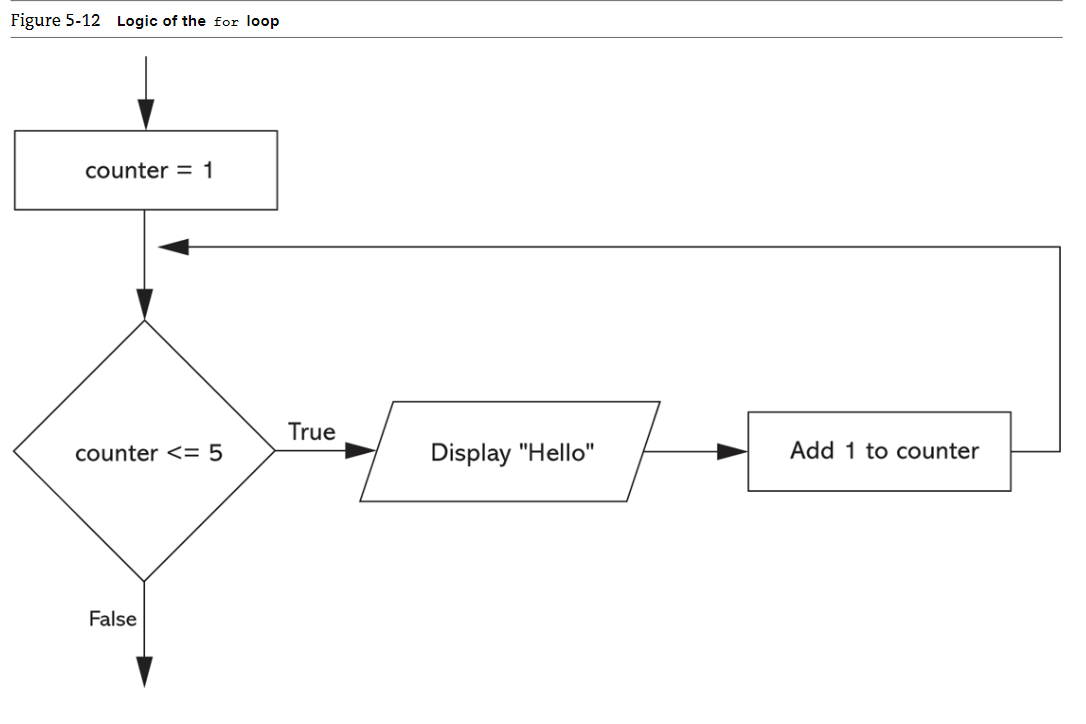 Figure 5-12 Logic of the for loop
counter = 1
counter <= 5
True
Display "Hello"
Add 1 to counter
False